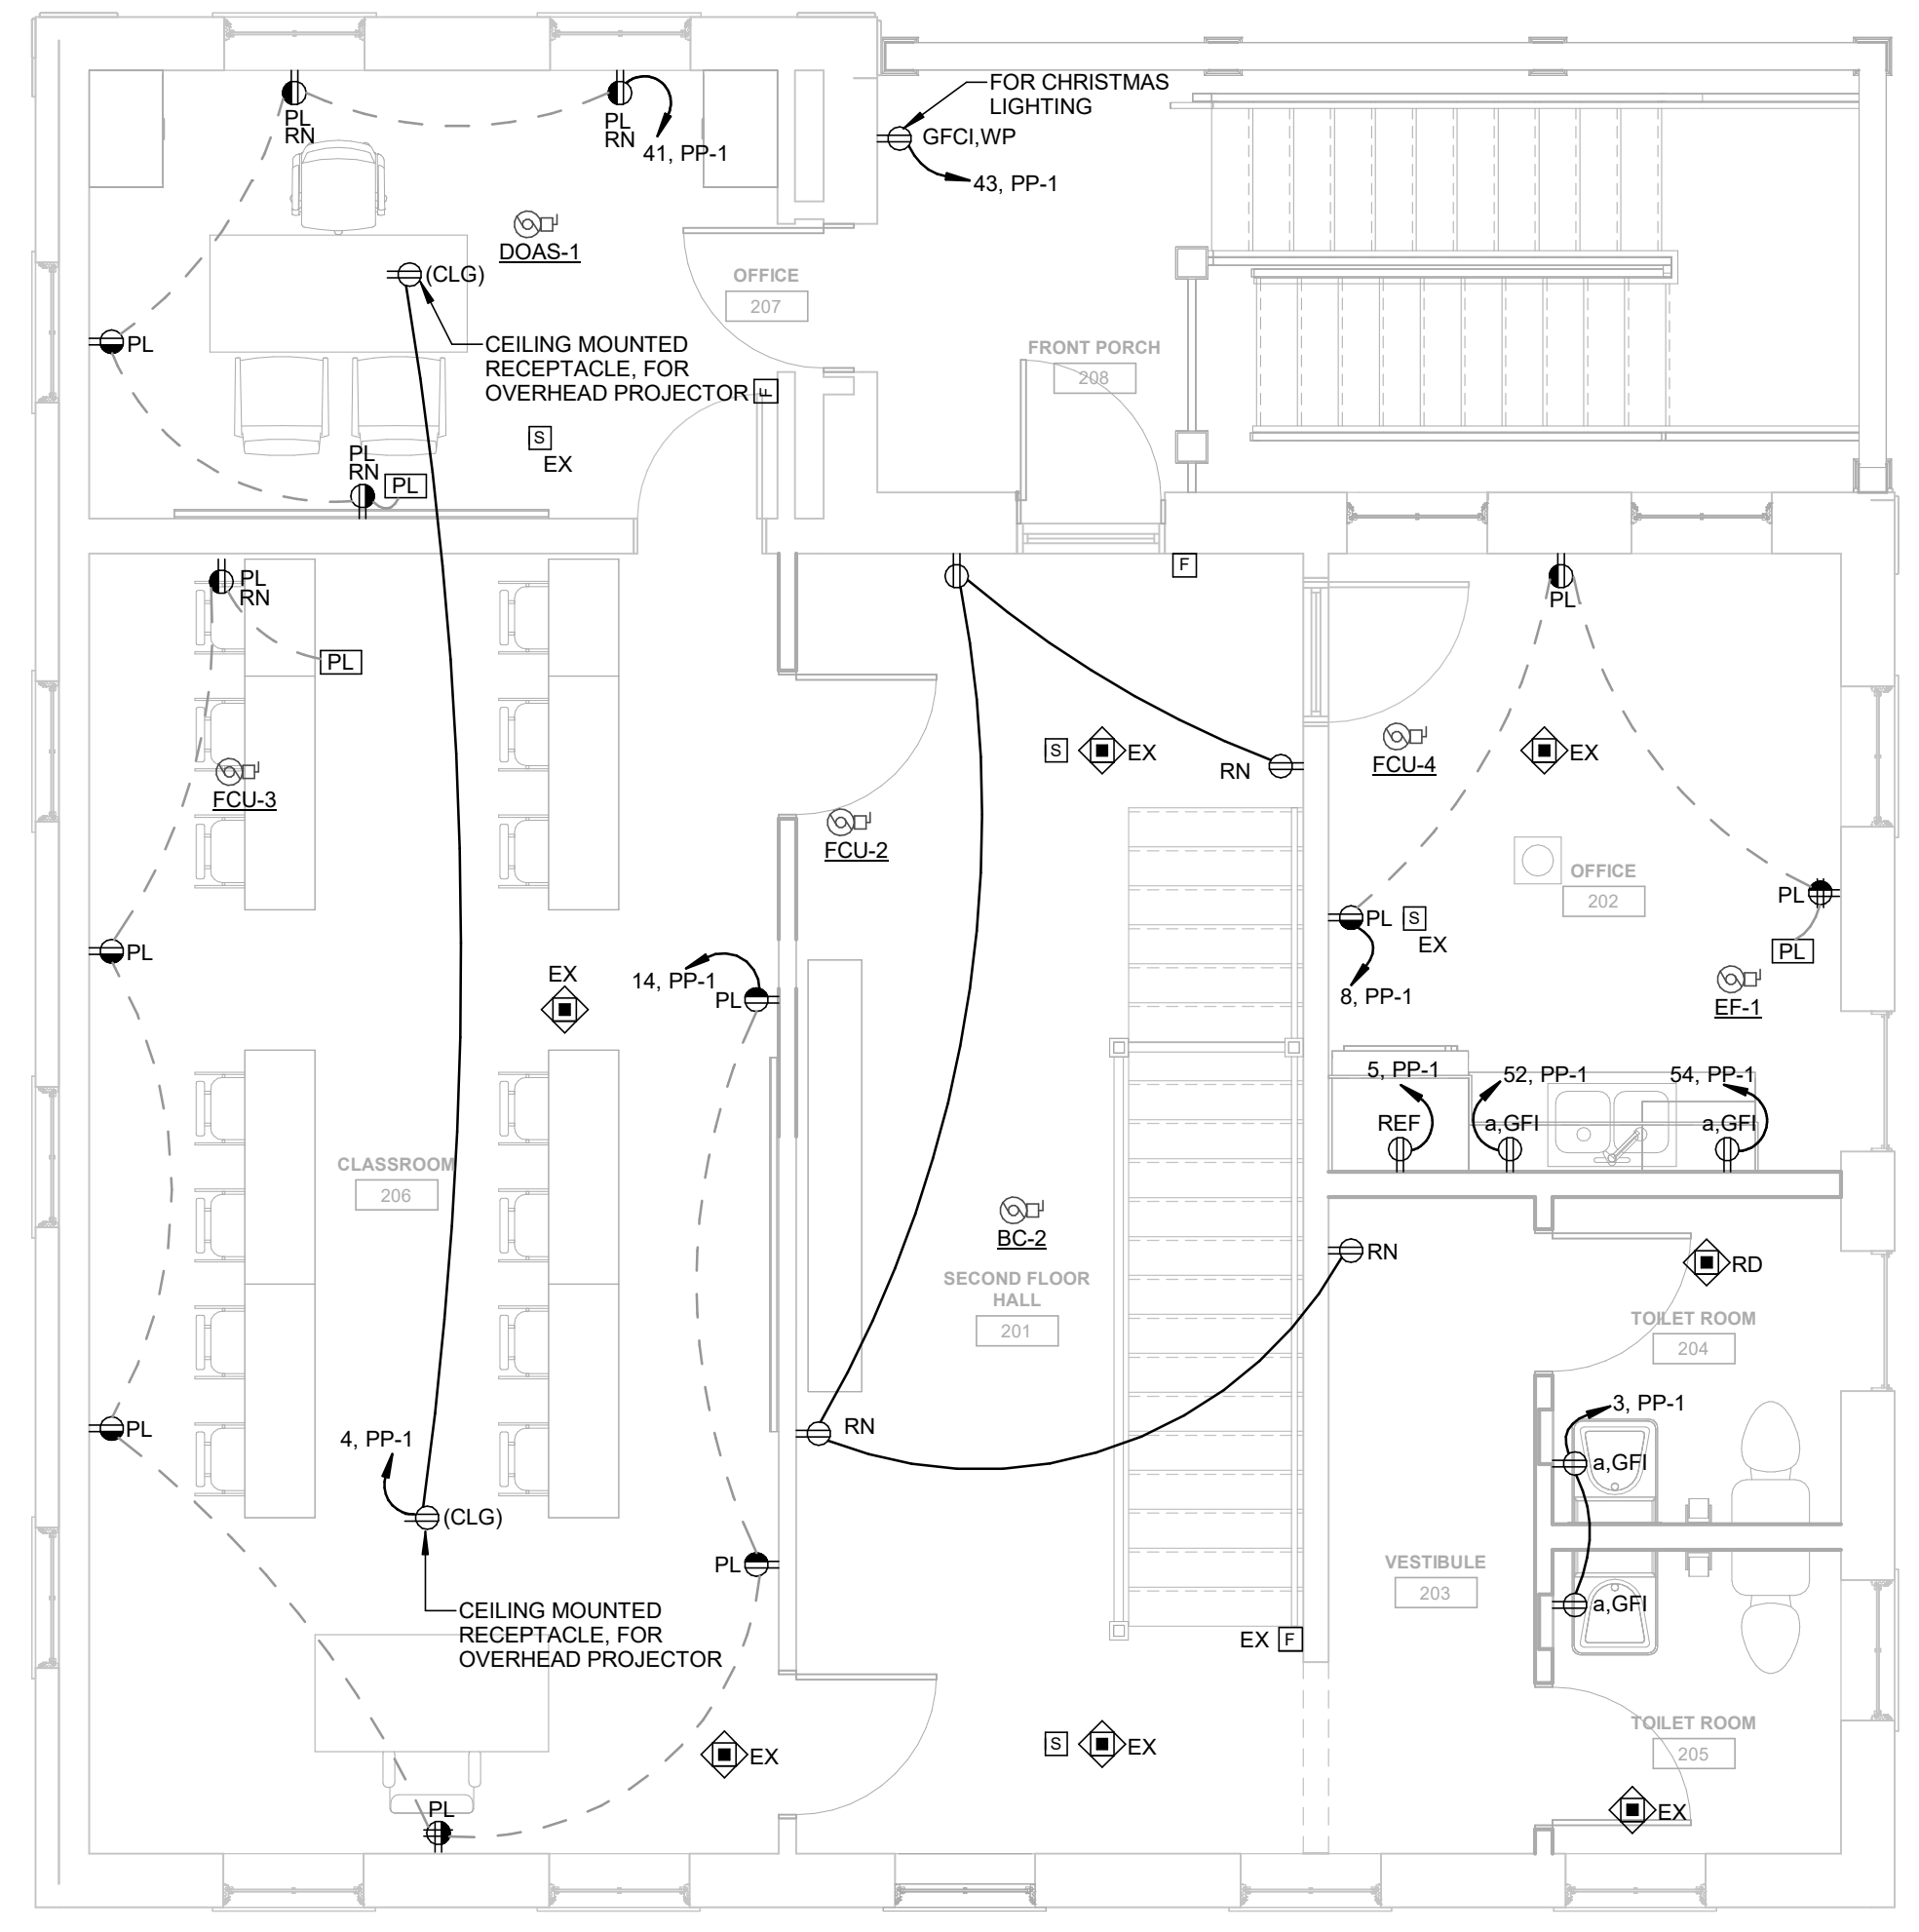 FOR CHRISTMAS
LIGHTING
GFCI,WP
43, PP-1
PL
RN
PL
RN
41, PP-1
DOAS-1
(CLG)
OFFICE
207
PL
CEILING MOUNTED
RECEPTACLE, FOR
OVERHEAD PROJECTOR
F
FRONT PORCH
208
S
EX
PL
RN
PL
PL
RN
PL
F
PL
FCU-3
FCU-2
S
EX
RN
FCU-4
EX
OFFICE
202
PL
S
EX
8, PP-1
PL
PL
EF-1
PL
EX
14, PP-1
PL
5, PP-1
52, PP-1
54, PP-1
REF
a,GFI
a,GFI
CLASSROOM
206
BC-2
SECOND FLOOR
HALL
201
RN
RD
TOILET ROOM
204
3, PP-1
a,GFI
PL
4, PP-1
RN
(CLG)
PL
VESTIBULE
203
a,GFI
CEILING MOUNTED
RECEPTACLE, FOR
OVERHEAD PROJECTOR
EX
F
EX
S
EX
TOILET ROOM
205
PL
EX